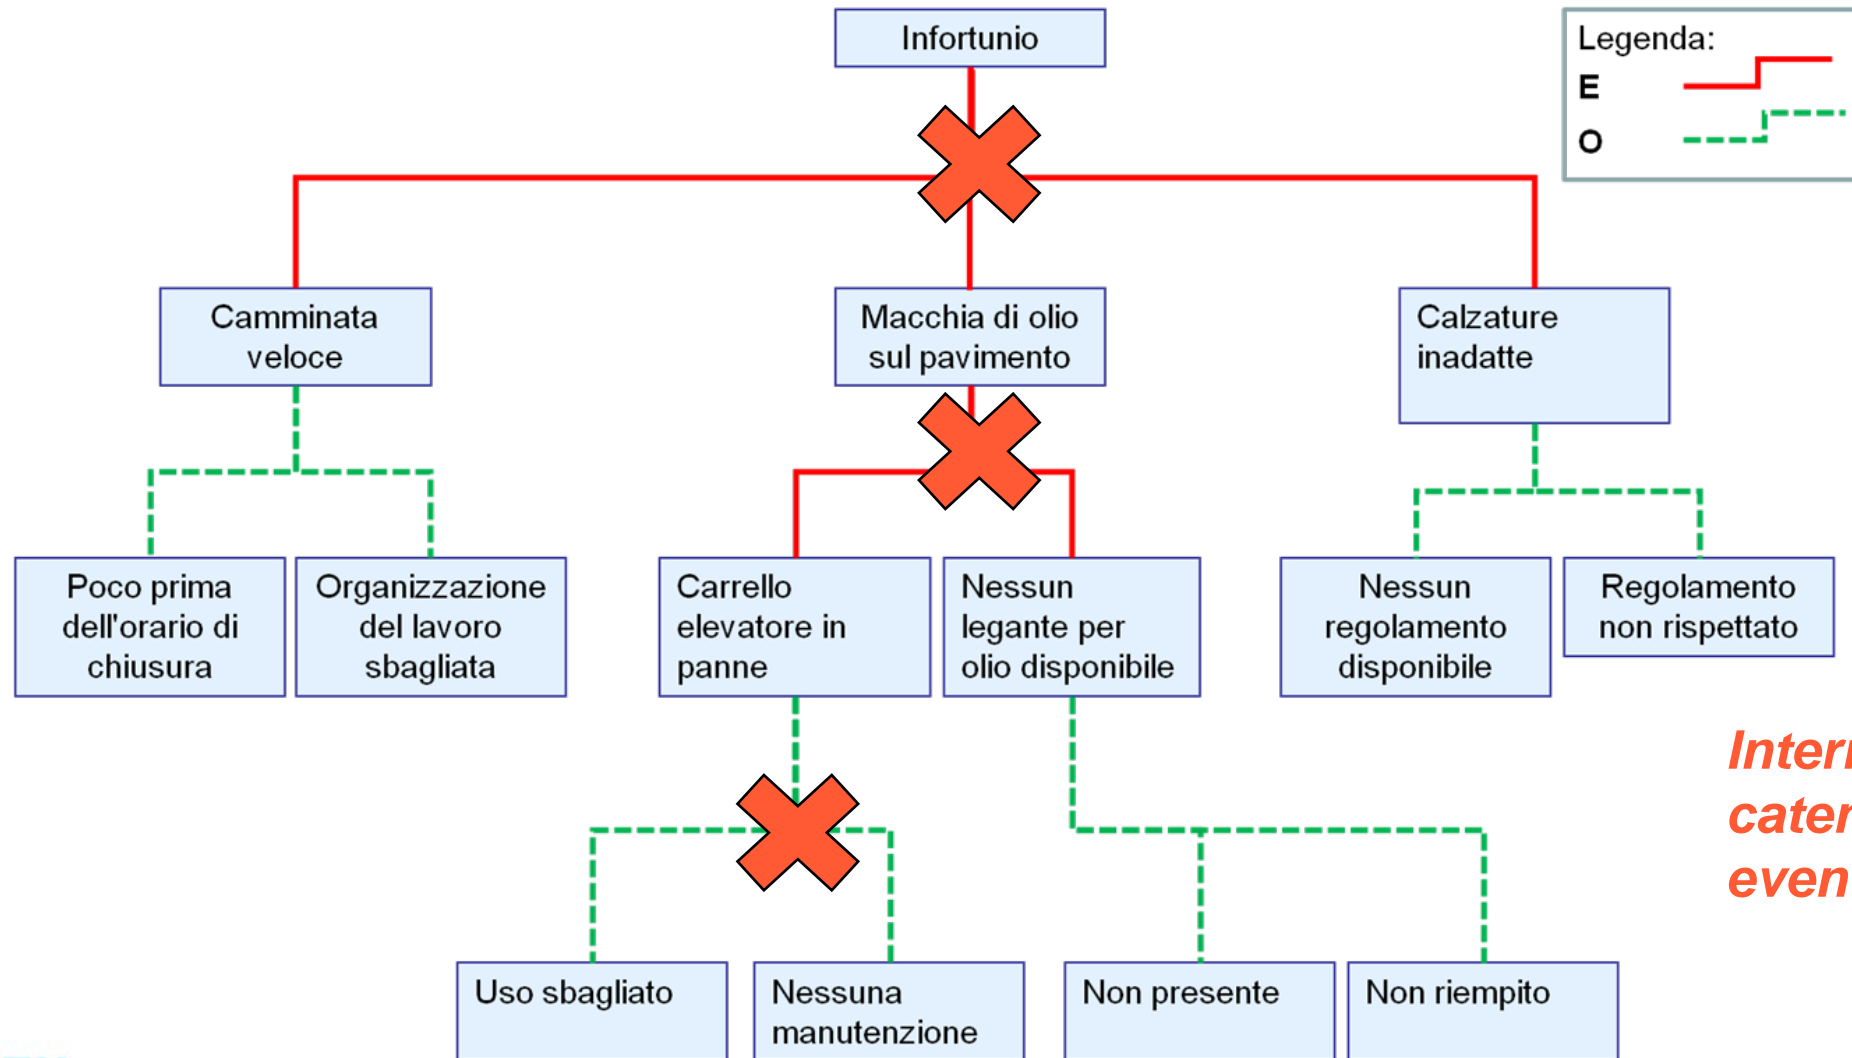 Infortunio
Legenda:
E
O
Camminata
veloce
Macchia di olio
sul pavimento
Calzature
inadatte
Poco prima
dell'orario di
chiusura
Organizzazione
del lavoro
sbagliata
Carrello
elevatore in
panne
Nessun
legante per
olio disponibile
Nessun
regolamento
disponibile
Regolamento
non rispettato
Uso sbagliato
Nessuna
manutenzione
Non presente
Non riempito